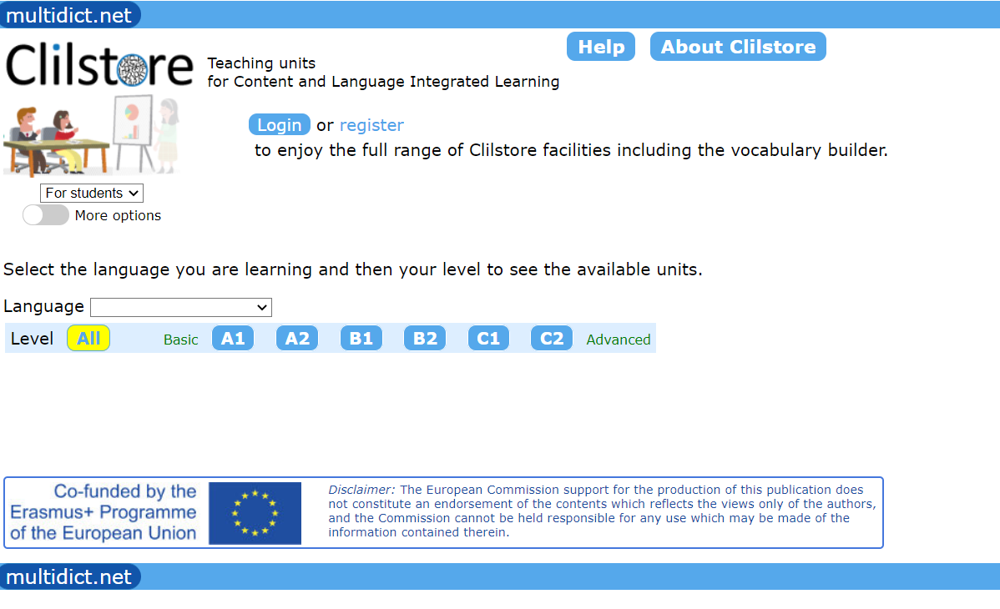 multidict.net
Clilstore
Teaching units
for Content and Language Integrated Learning
Help
About Clilstore
Login or register
to enjoy the full range of Clilstore facilities including the vocabulary builder.
For students
More options
Select the language you are learning and then your level to see the available units.
Language
Level All Basic A1 A2 B1 B2 C1 C2 Advanced
Co-funded by the
Erasmus+ Programme
of the European Union
Disclaimer: The European Commission support for the production of this publication does
not constitute an endorsement of the contents which reflects the views only of the authors,
and the Commission cannot be held responsible for any use which may be made of the
information contained therein.
multidict.net